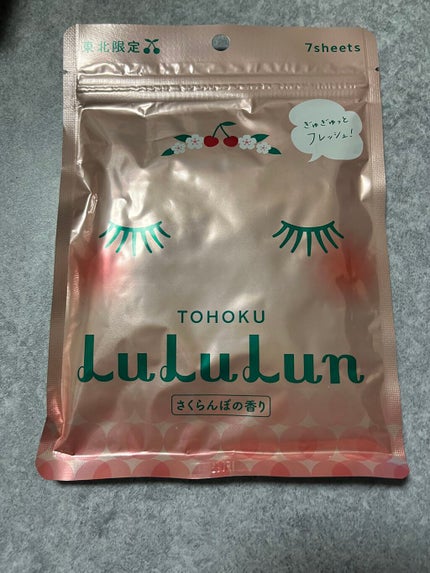 東北限定
7sheets
ぎゅぎゅっと
フレッシュ!
TOHOKU
LuLuLun
さくらんぼの香り